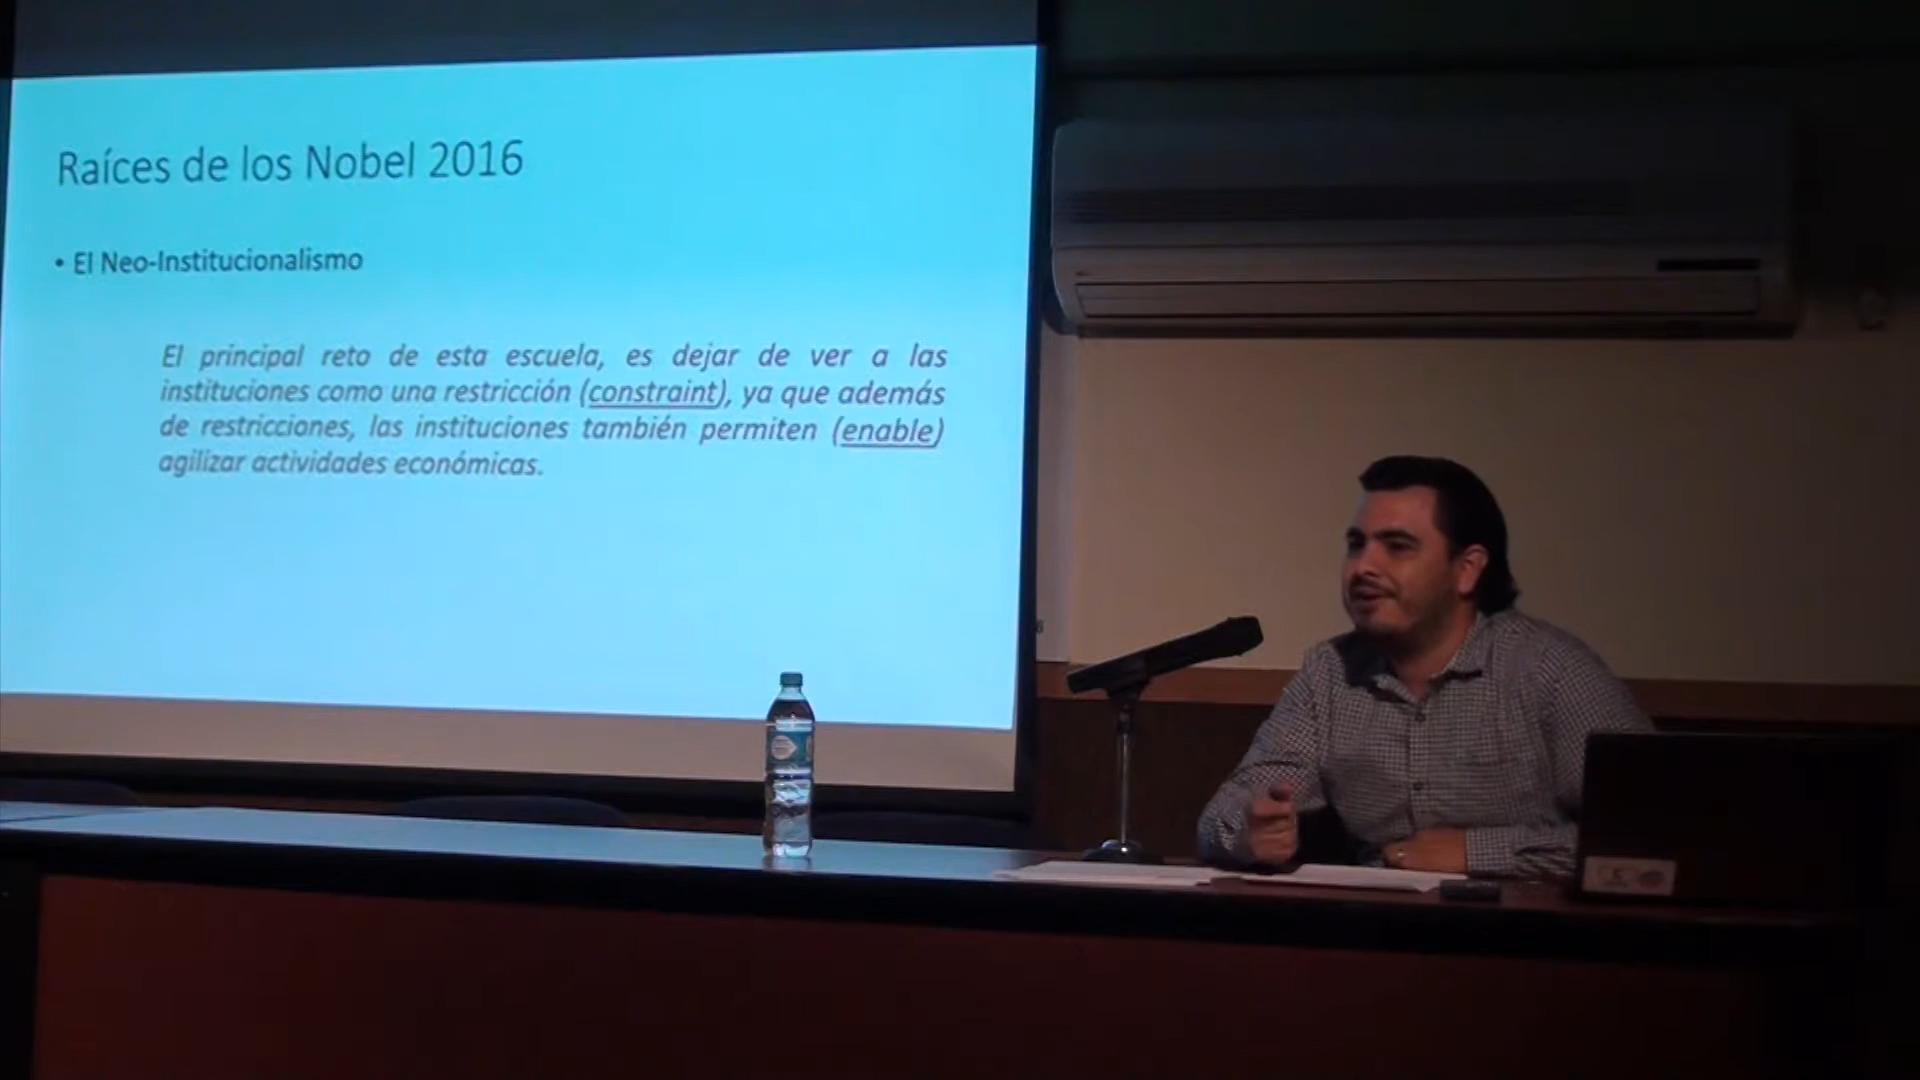 Raíces de los Nobel 2016
• El Neo-Institucionalismo
El principal reto de esta escuela, es dejar de ver a las
instituciones como una restricción (constraint), ya que además
de restricciones, las instituciones también permiten (enable)
agilizar actividades económicas.